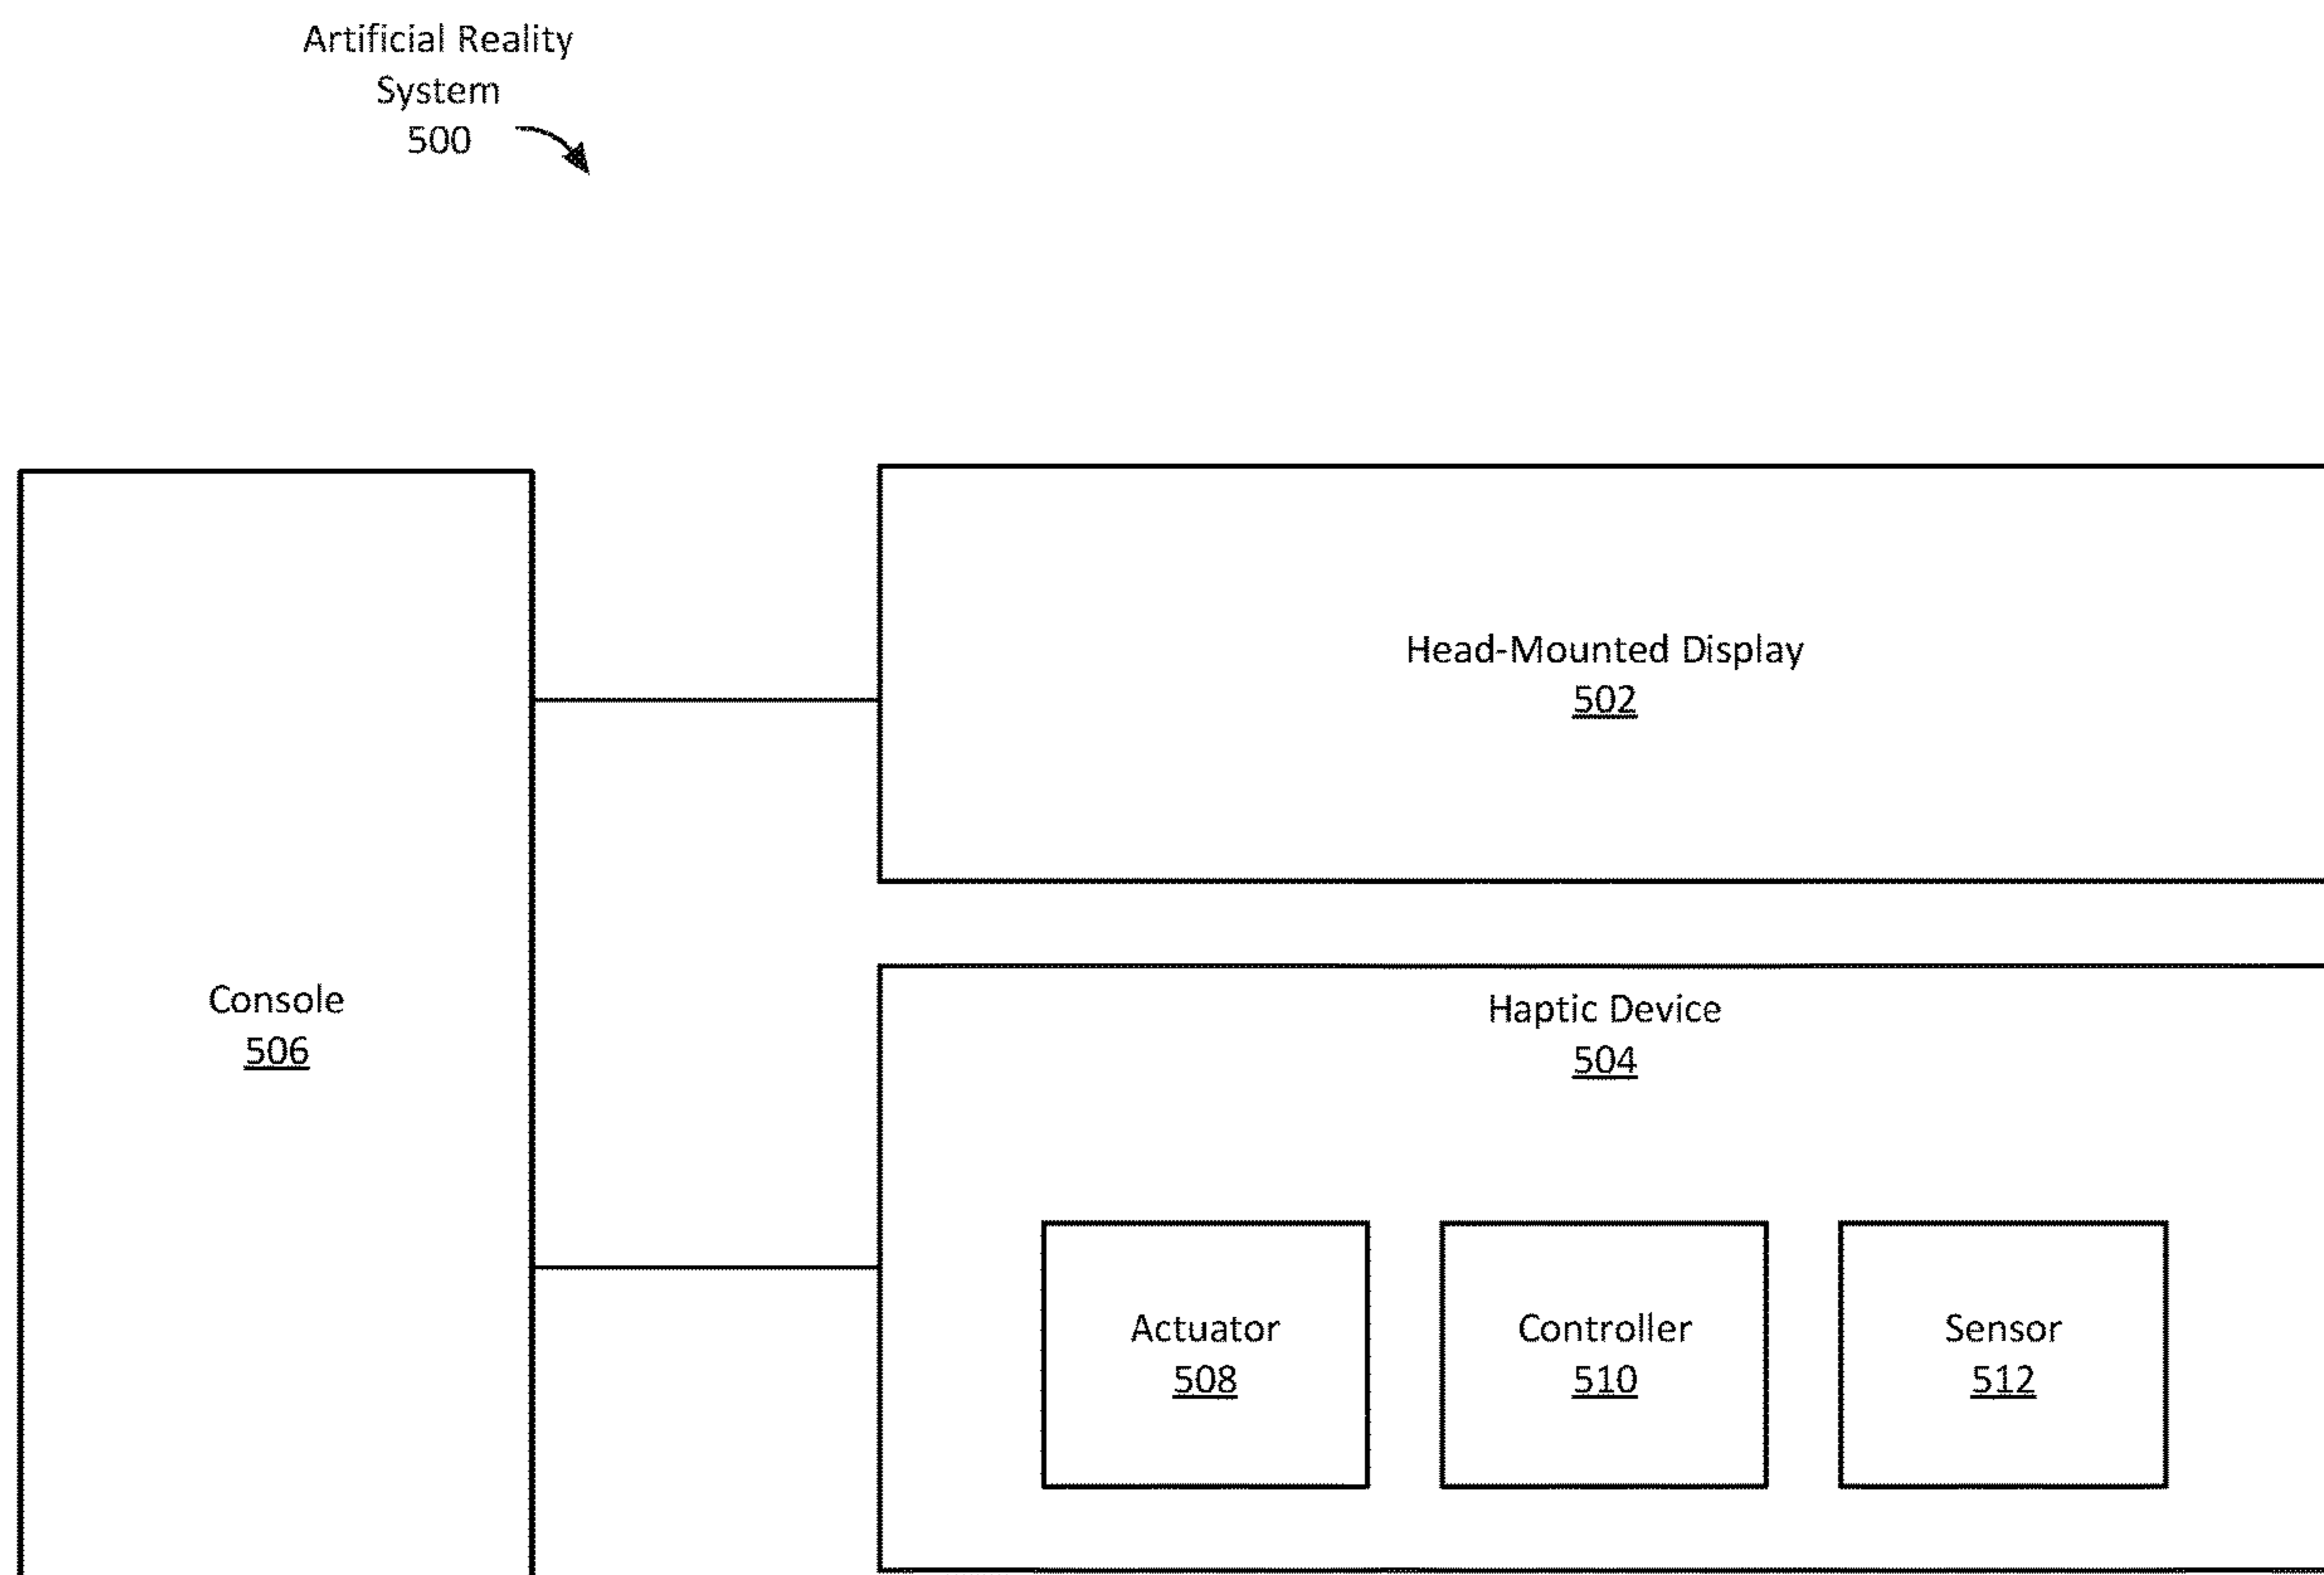 Artificial Reality
System
500
Head-Mounted Display
502
Console
506
Haptic Device
504
Actuator
508
Controller
510
Sensor
512